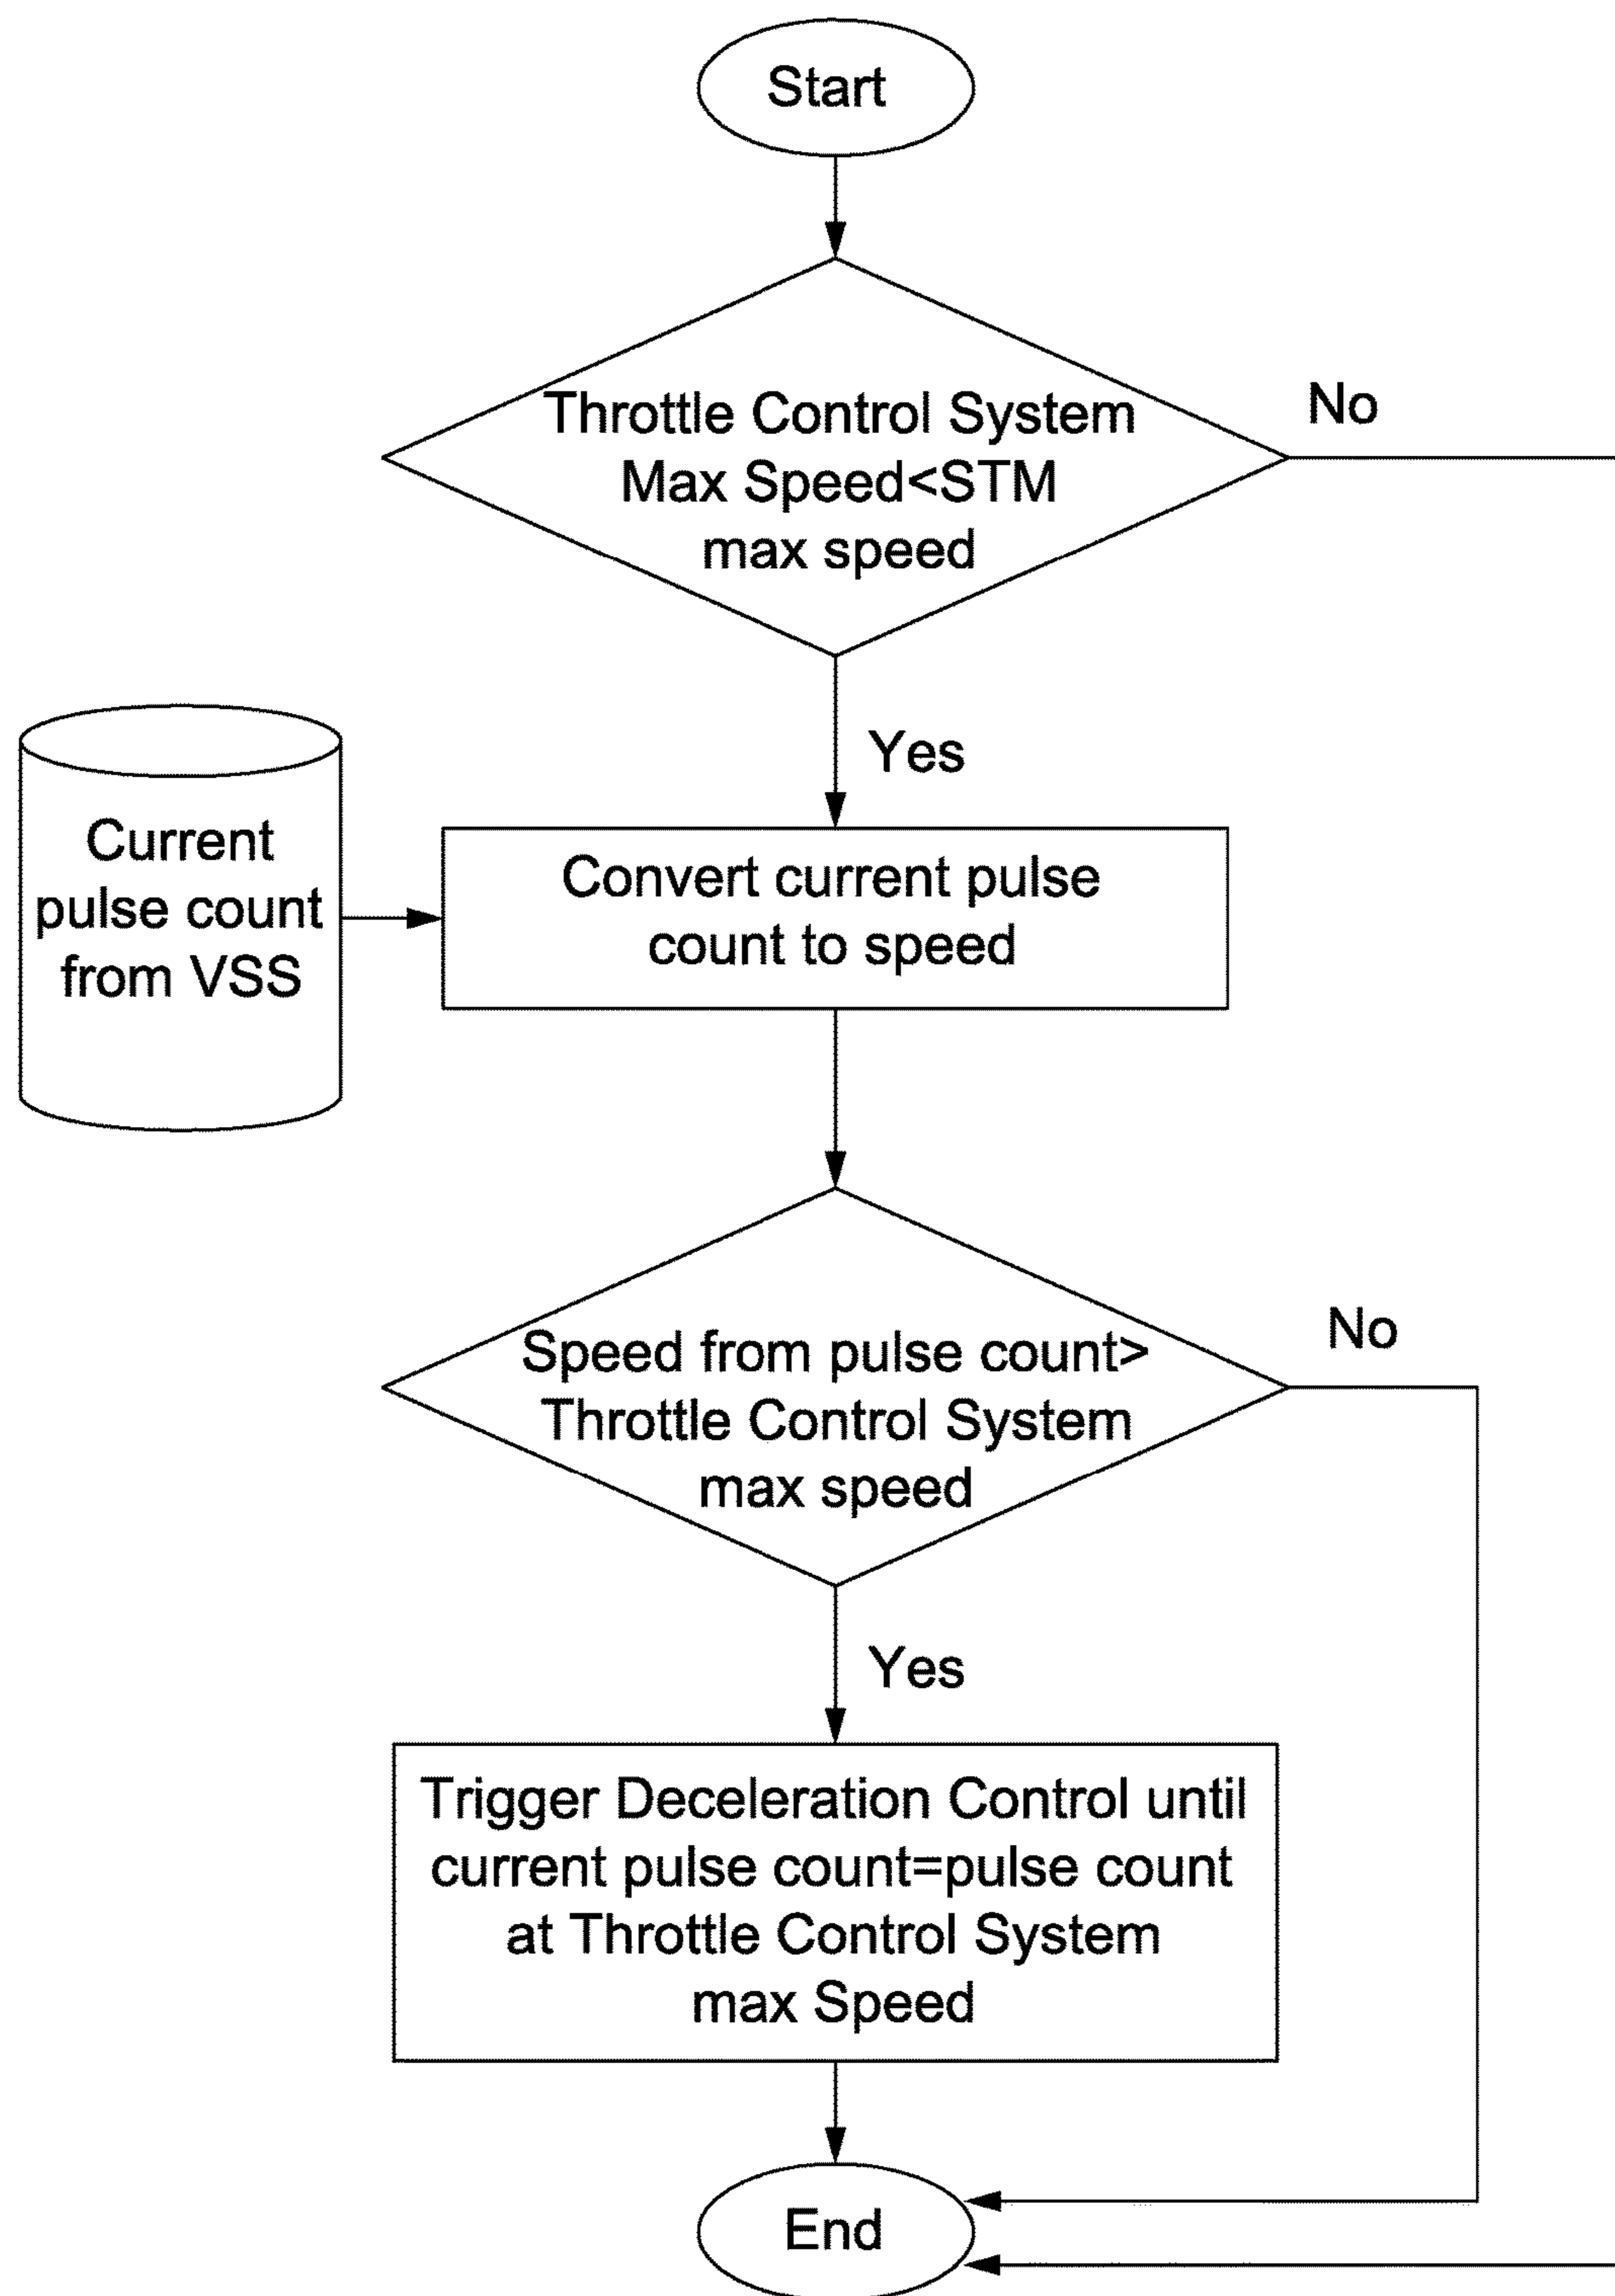 Start
Throttle Control System
Max Speed<STM
max speed
No
Yes
Current
pulse count
from VSS
Convert current pulse
count to speed
Speed from pulse count>
Throttle Control System
max speed
No
Yes
Trigger Deceleration Control until
current pulse count=pulse count
at Throttle Control System
max Speed
End